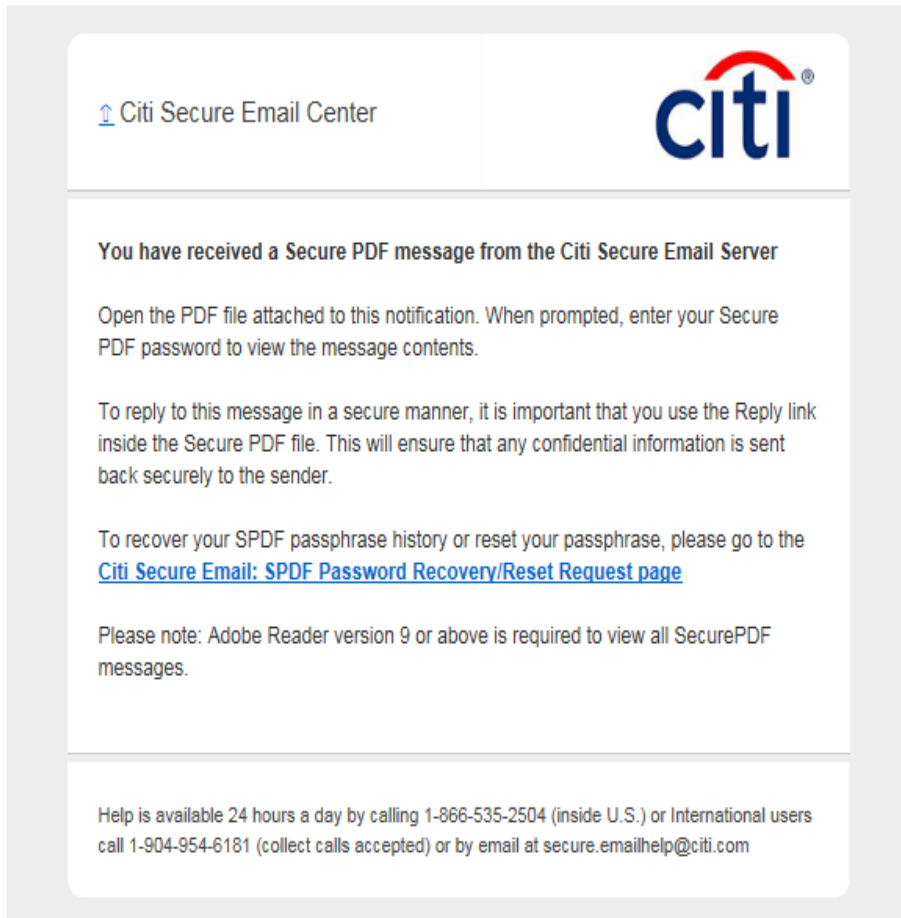 ⇧ Citi Secure Email Center
citi®
You have received a Secure PDF message from the Citi Secure Email Server
Open the PDF file attached to this notification. When prompted, enter your Secure
PDF password to view the message contents.
To reply to this message in a secure manner, it is important that you use the Reply link
inside the Secure PDF file. This will ensure that any confidential information is sent
back securely to the sender.
To recover your SPDF passphrase history or reset your passphrase, please go to the
Citi Secure Email: SPDF Password Recovery/Reset Request page
Please note: Adobe Reader version 9 or above is required to view all SecurePDF
messages.
Help is available 24 hours a day by calling 1-866-535-2504 (inside U.S.) or International users
call 1-904-954-6181 (collect calls accepted) or by email at secure.emailhelp@citi.com